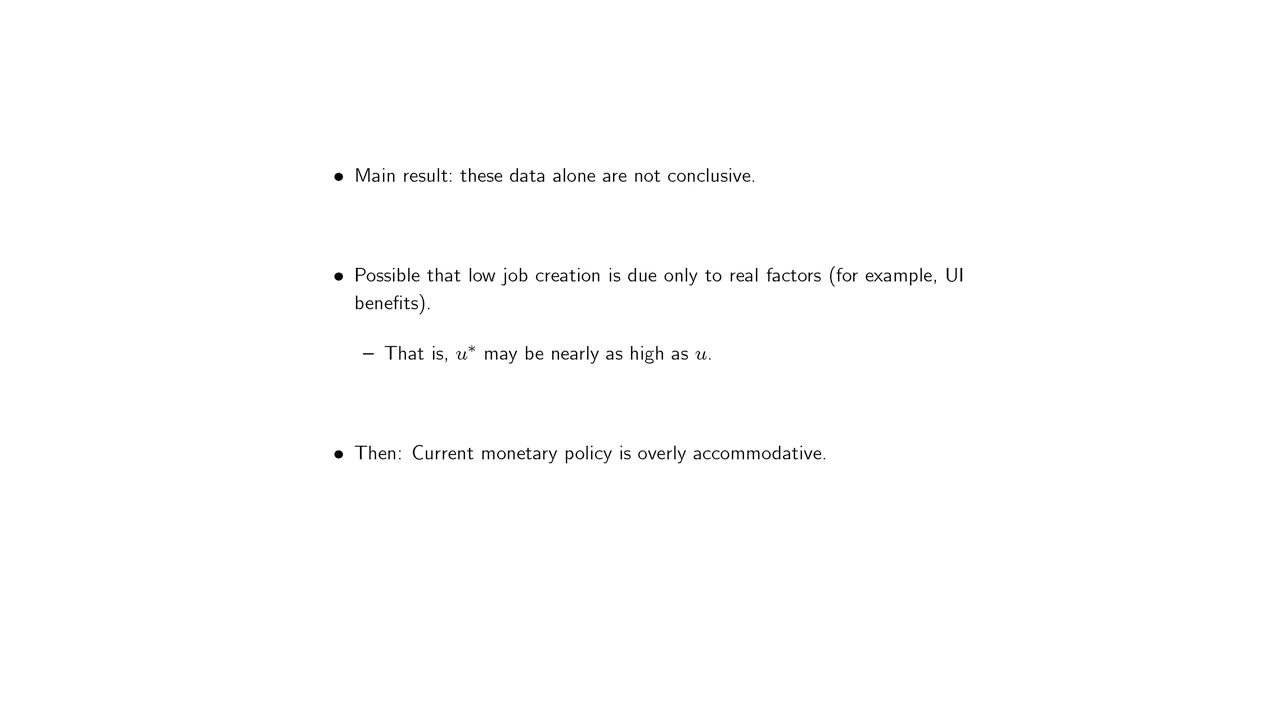 • Main result: these data alone are not conclusive.
• Possible that low job creation is due only to real factors (for example, UI
benefits).
– That is, u* may be nearly as high as u.
• Then: Current monetary policy is overly accommodative.